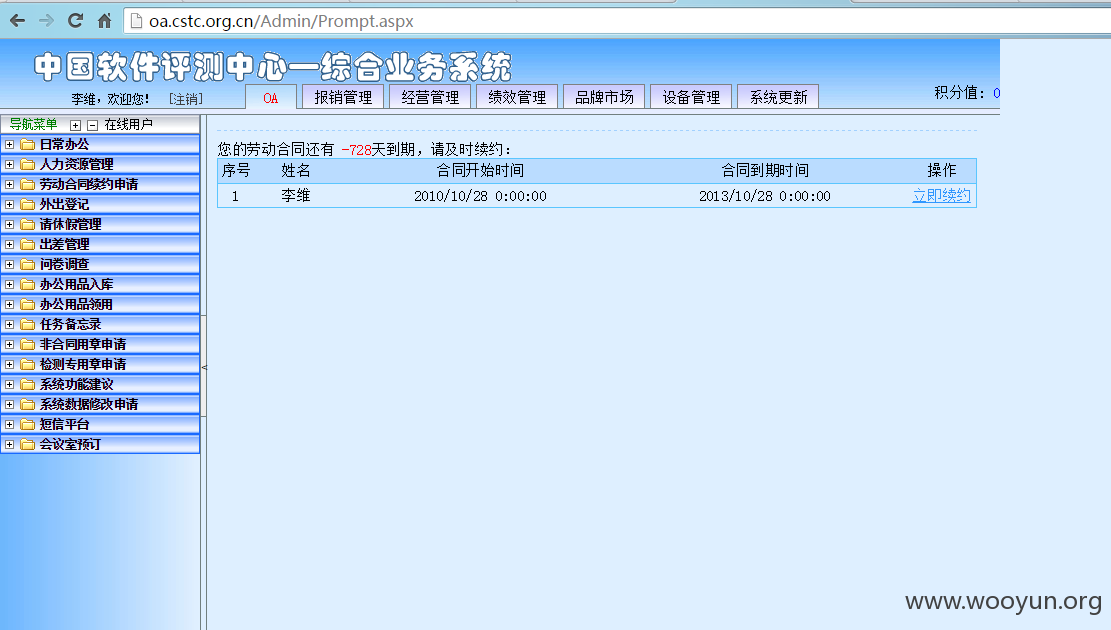 oa.cstc.org.cn/Admin/Prompt.aspx
中国软件评测中心—综合业务系统
李维，欢迎您！ [注销] OA 报销管理 经营管理 绩效管理 品牌市场 设备管理 系统更新 积分值：0
导航菜单 在线用户
日常办公
人力资源管理
劳动合同续约申请
外出登记
请休假管理
出差管理
问卷调查
办公用品入库
办公用品领用
任务备忘录
非合同用章申请
检测专用章申请
系统功能建议
系统数据修改申请
短信平台
会议室预订
您的劳动合同还有 -728天到期，请及时续约：
序号 姓名 合同开始时间 合同到期时间 操作
1 李维 2010/10/28 0:00:00 2013/10/28 0:00:00 立即续约
<
www.wooyun.org